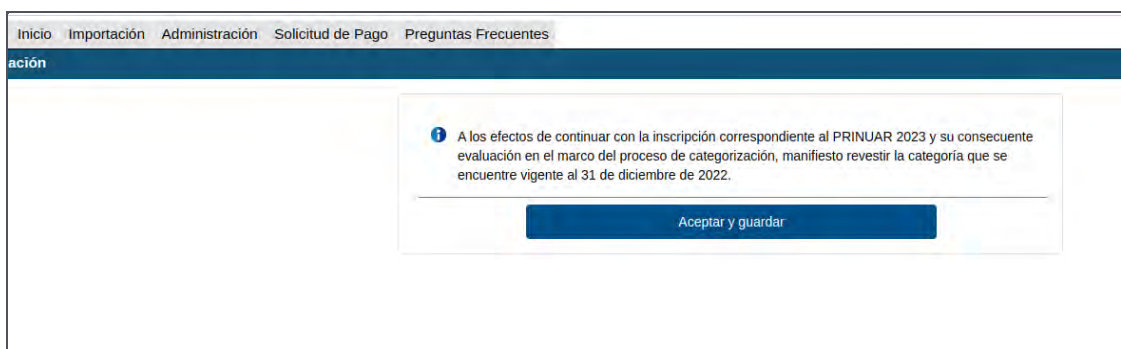 Inicio Importación Administración Solicitud de Pago Preguntas Frecuentes
ación
A los efectos de continuar con la inscripción correspondiente al PRINUAR 2023 y su consecuente
evaluación en el marco del proceso de categorización, manifiesto revestir la categoría que se
encuentre vigente al 31 de diciembre de 2022.
Aceptar y guardar